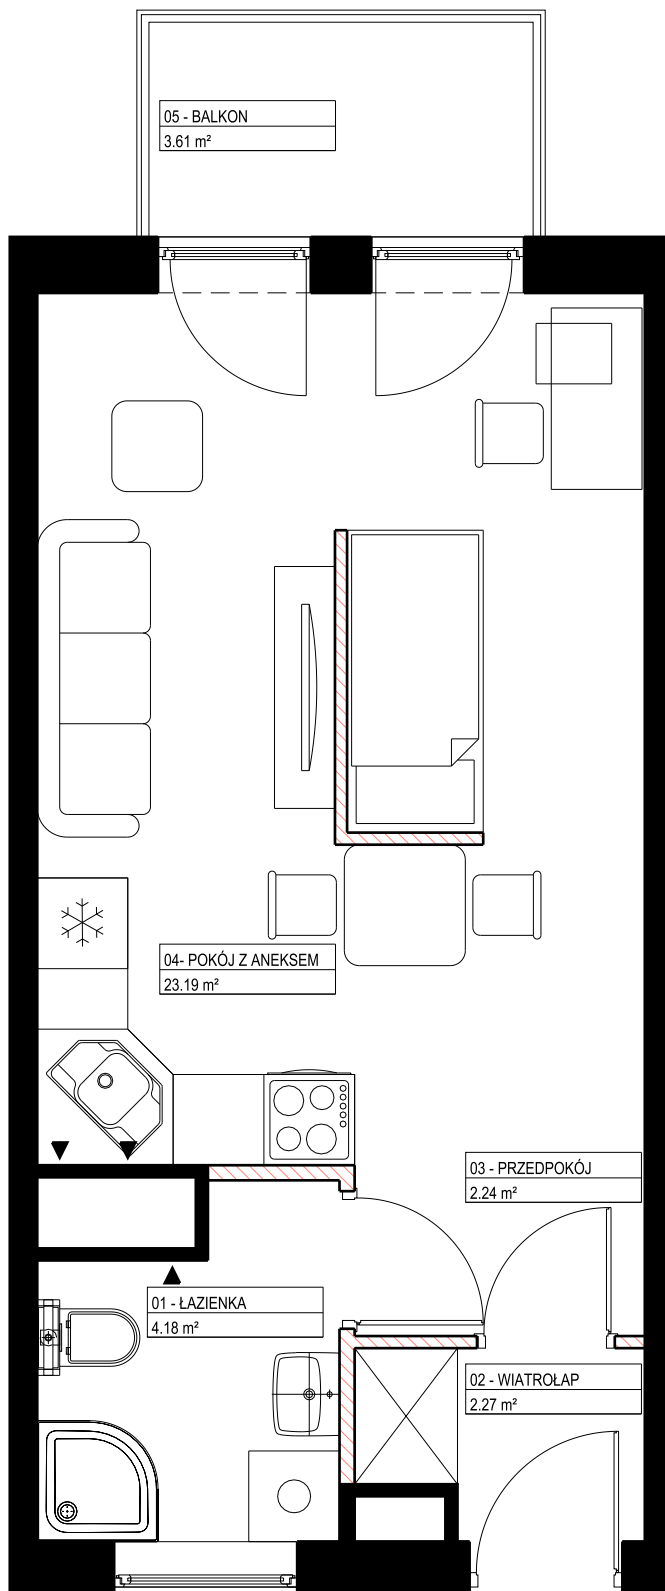 05 - BALKON
3.61 m²
04- POKÓJ Z ANEKSEM
23.19 m²
03 - PRZEDPOKÓJ
2.24 m²
01 - ŁAZIENKA
4.18 m²
02 - WIATROŁAP
2.27 m²